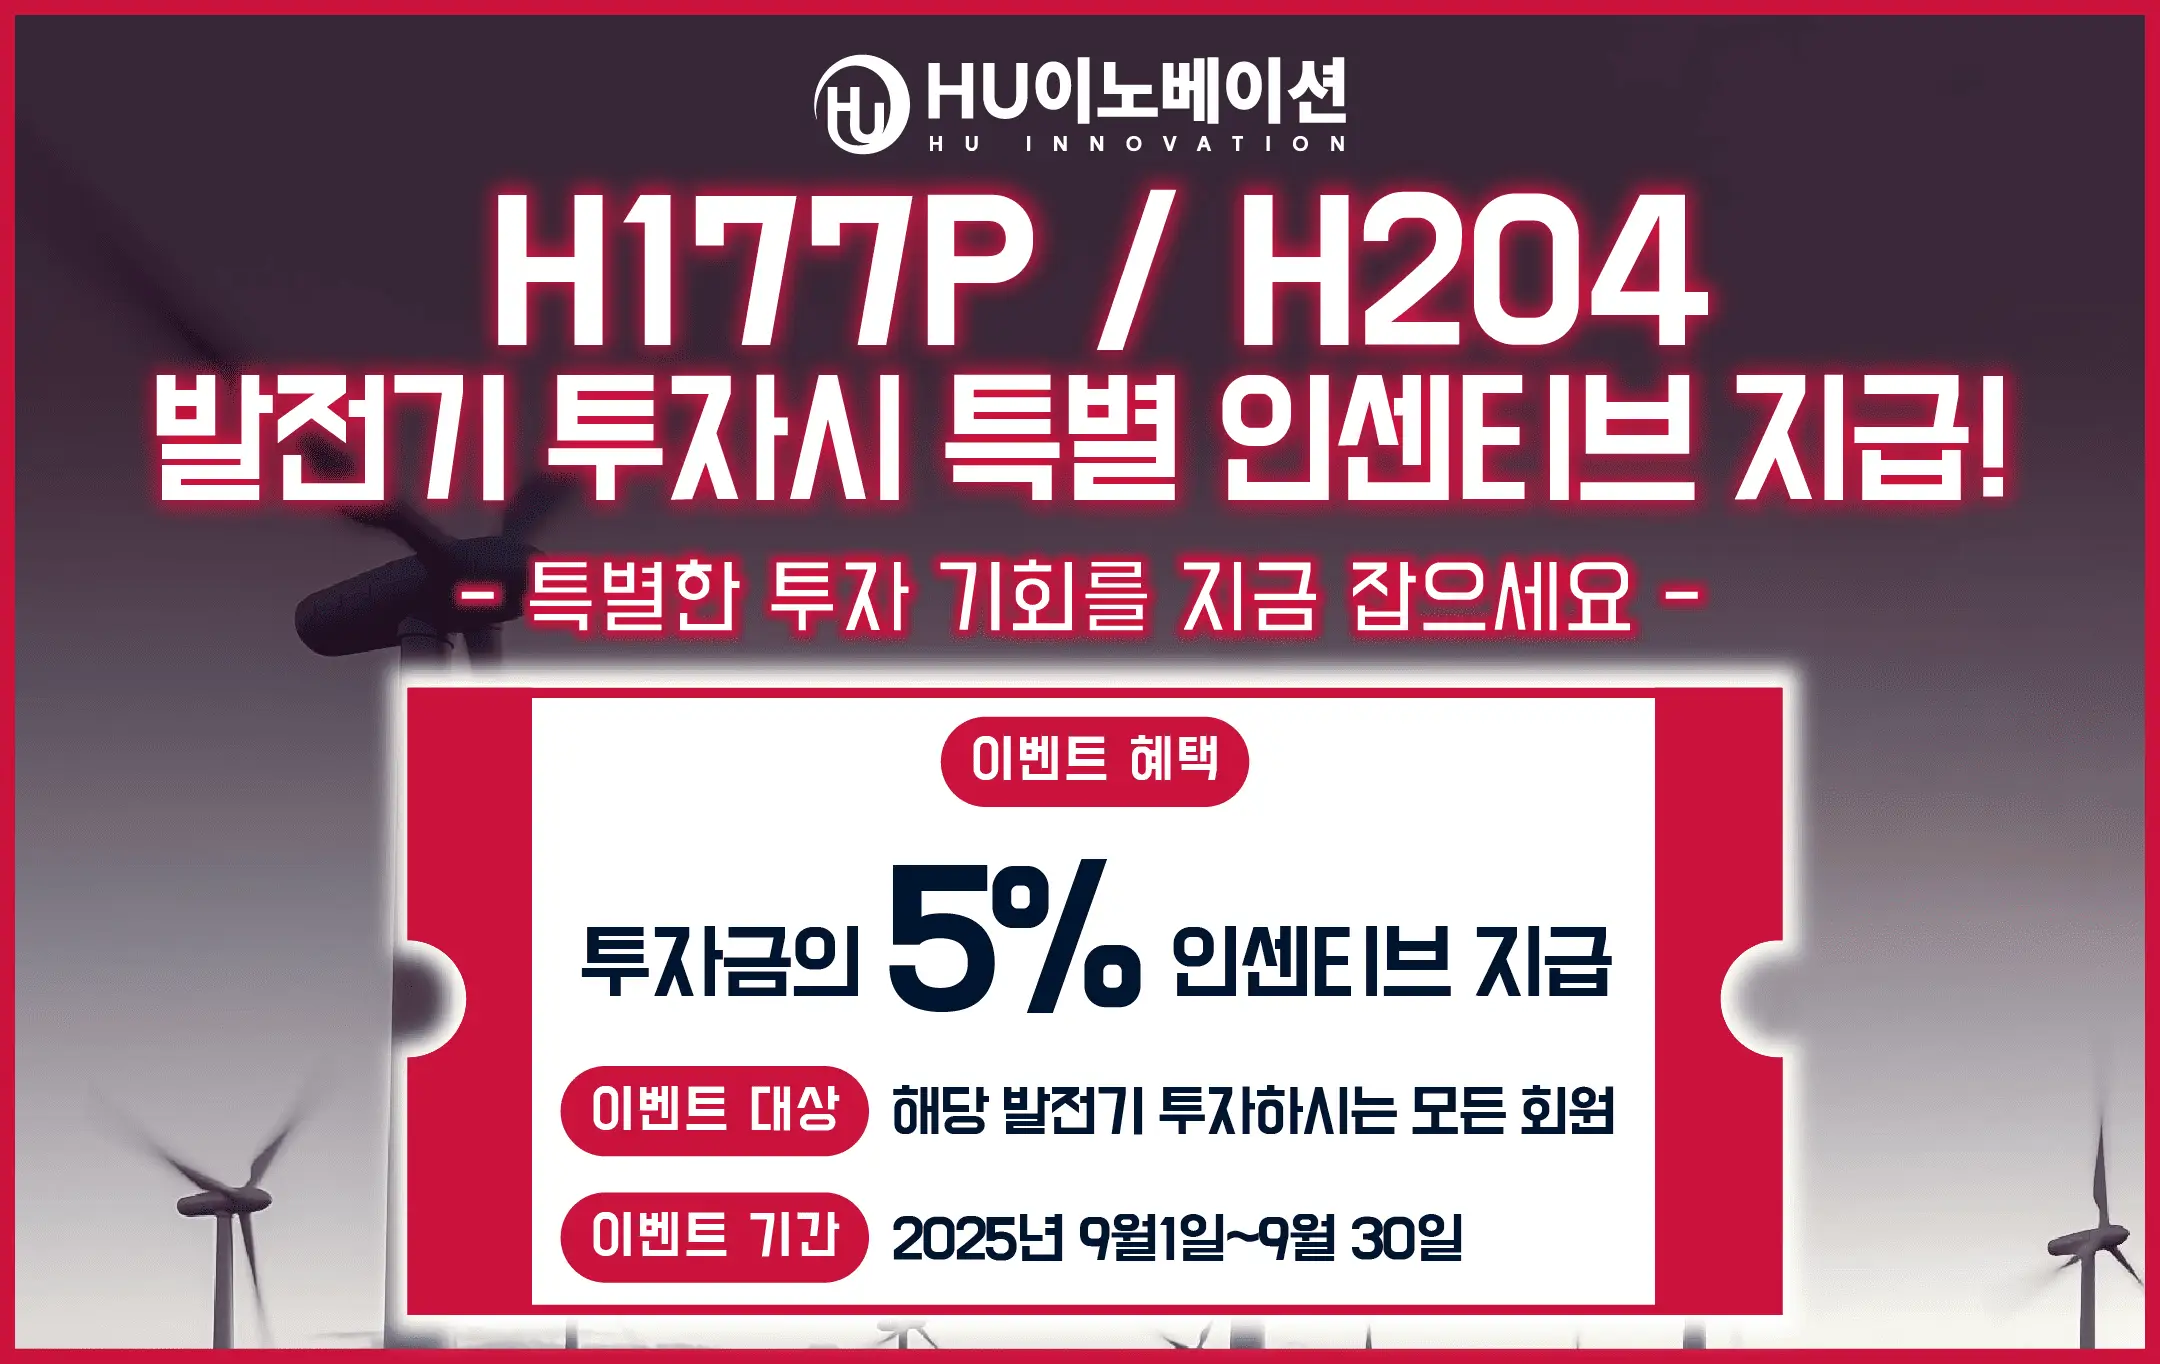 HU HU이노베이션
HU INNOVATION
H177P / H204
발전기 투자시 특별 인센티브 지급!
- 특별한 투자 기회를 지금 잡으세요 -
이벤트 혜택
투자금의 5% 인센티브 지급
이벤트 대상 해당 발전기 투자하시는 모든 회원
이벤트 기간 2025년 9월1일~9월 30일